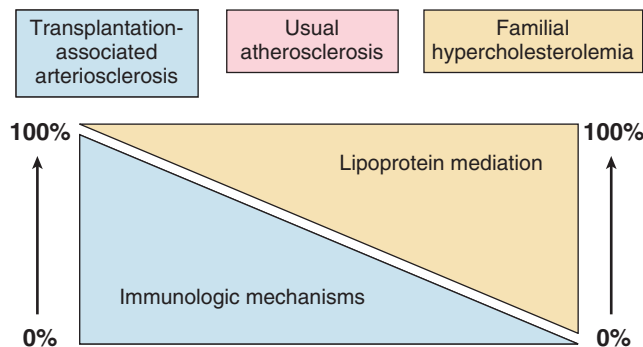 Transplantation-
associated
arteriosclerosis
Usual
atherosclerosis
Familial
hypercholesterolemia
100%
100%
Lipoprotein mediation
Immunologic mechanisms
0%
0%